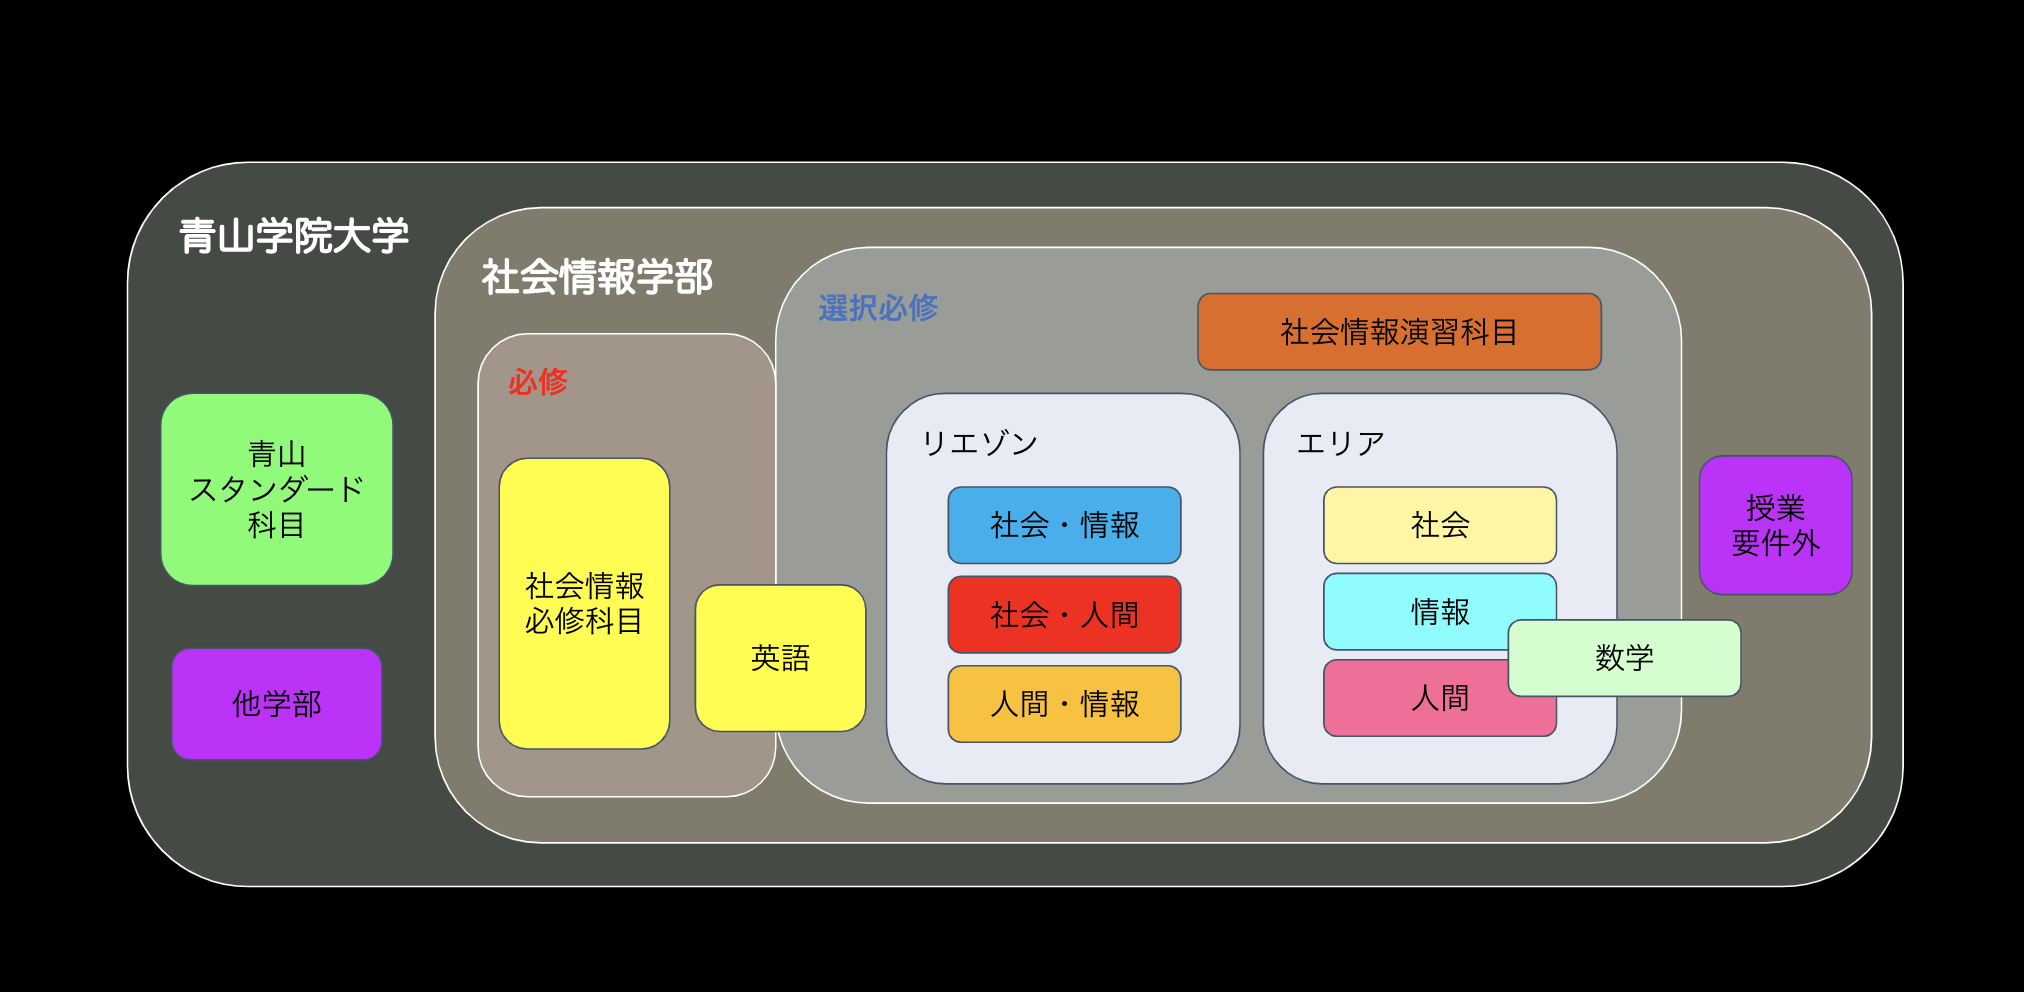 青山学院大学
社会情報学部
選択必修
社会情報演習科目
必修
青山
スタンダード
科目
他学部
社会情報
必修科目
英語
リエゾン
社会・情報
社会・人間
人間・情報
エリア
社会
情報
人間
数学
授業
要件外